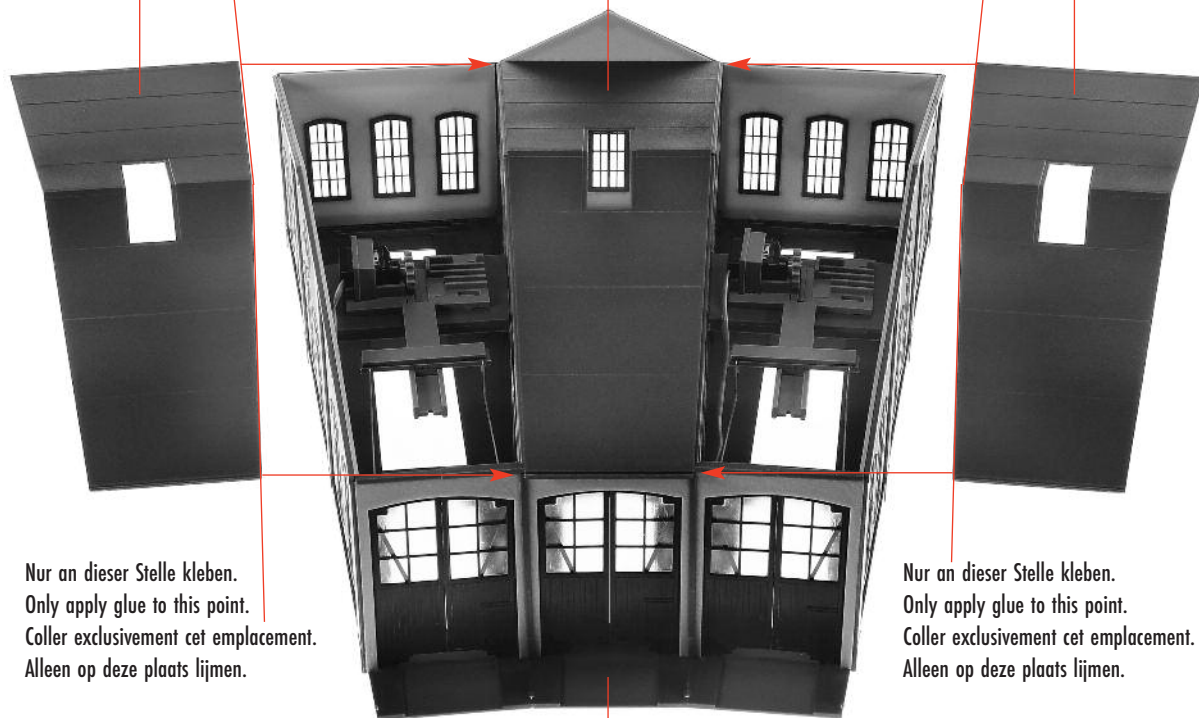 Nur an dieser Stelle kleben.
Only apply glue to this point.
Coller exclusivement cet emplacement.
Alleen op deze plaats lijmen.
Nur an dieser Stelle kleben.
Only apply glue to this point.
Coller exclusivement cet emplacement.
Alleen op deze plaats lijmen.